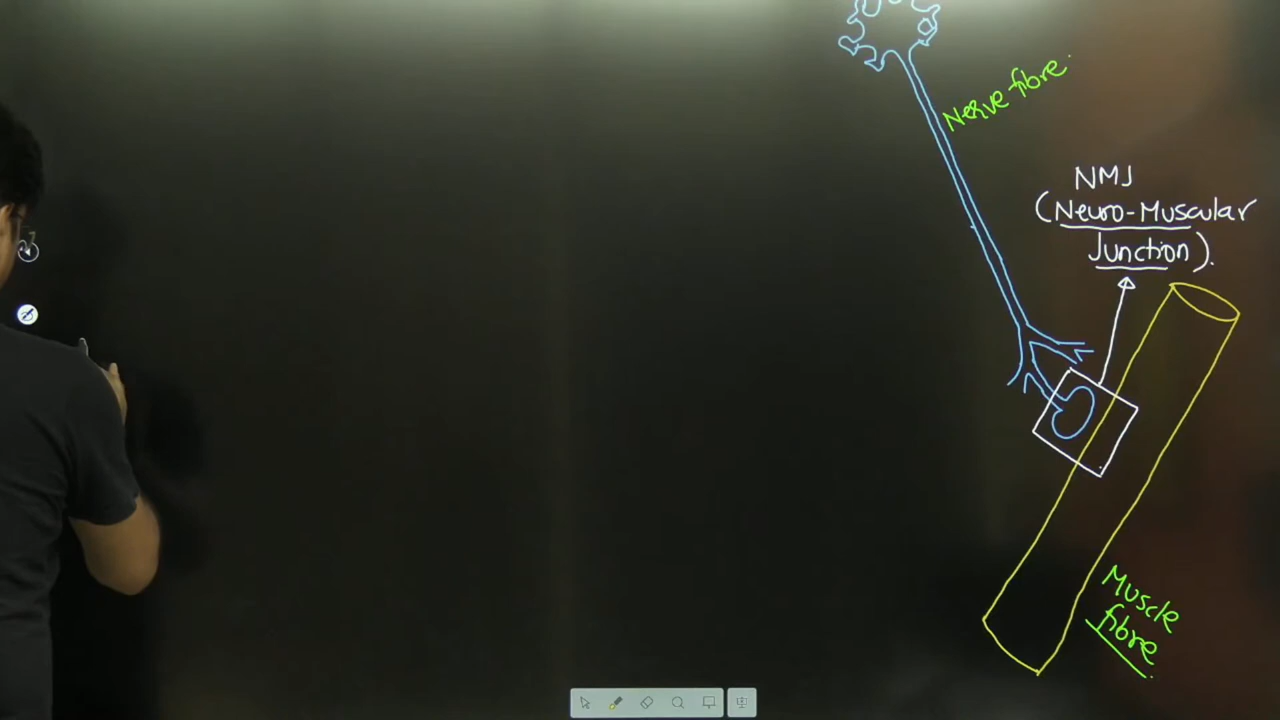 Nerve fibre
NMJ
(Neuro-Muscular
Junction).
Muscle
fibre